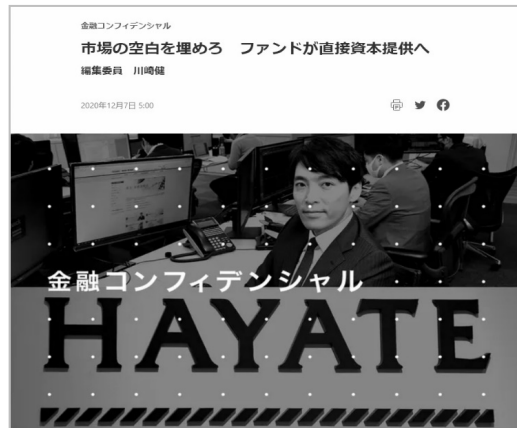 金融コンフィデンシャル
市場の空白を埋めろ　ファンドが直接資本提供へ
編集委員　川崎健
2020年12月7日 5:00
金融コンフィデンシャル
HAYATE